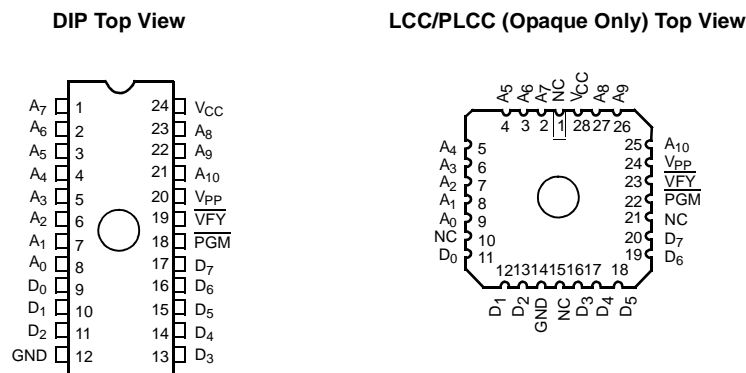 DIP Top View
A7 1 24 VCC
A6 2 23 A8
A5 3 22 A9
A4 4 21 A10
A3 5 20 VPP
A2 6 19 VFY
A1 7 18 PGM
A0 8 17 D7
D0 9 16 D6
D1 10 15 D5
D2 11 14 D4
GND 12 13 D3
LCC/PLCC (Opaque Only) Top View
A5 A6 A7 NC VCC A8 A9
4 3 2 1 28 27 26
A4 5 25 A10
A3 6 24 VPP
A2 7 23 VFY
A1 8 22 PGM
A0 9 21 NC
NC 10 20 D7
D0 11 19 D6
12 13 14 15 16 17 18
D1 D2 GND NC D3 D4 D5